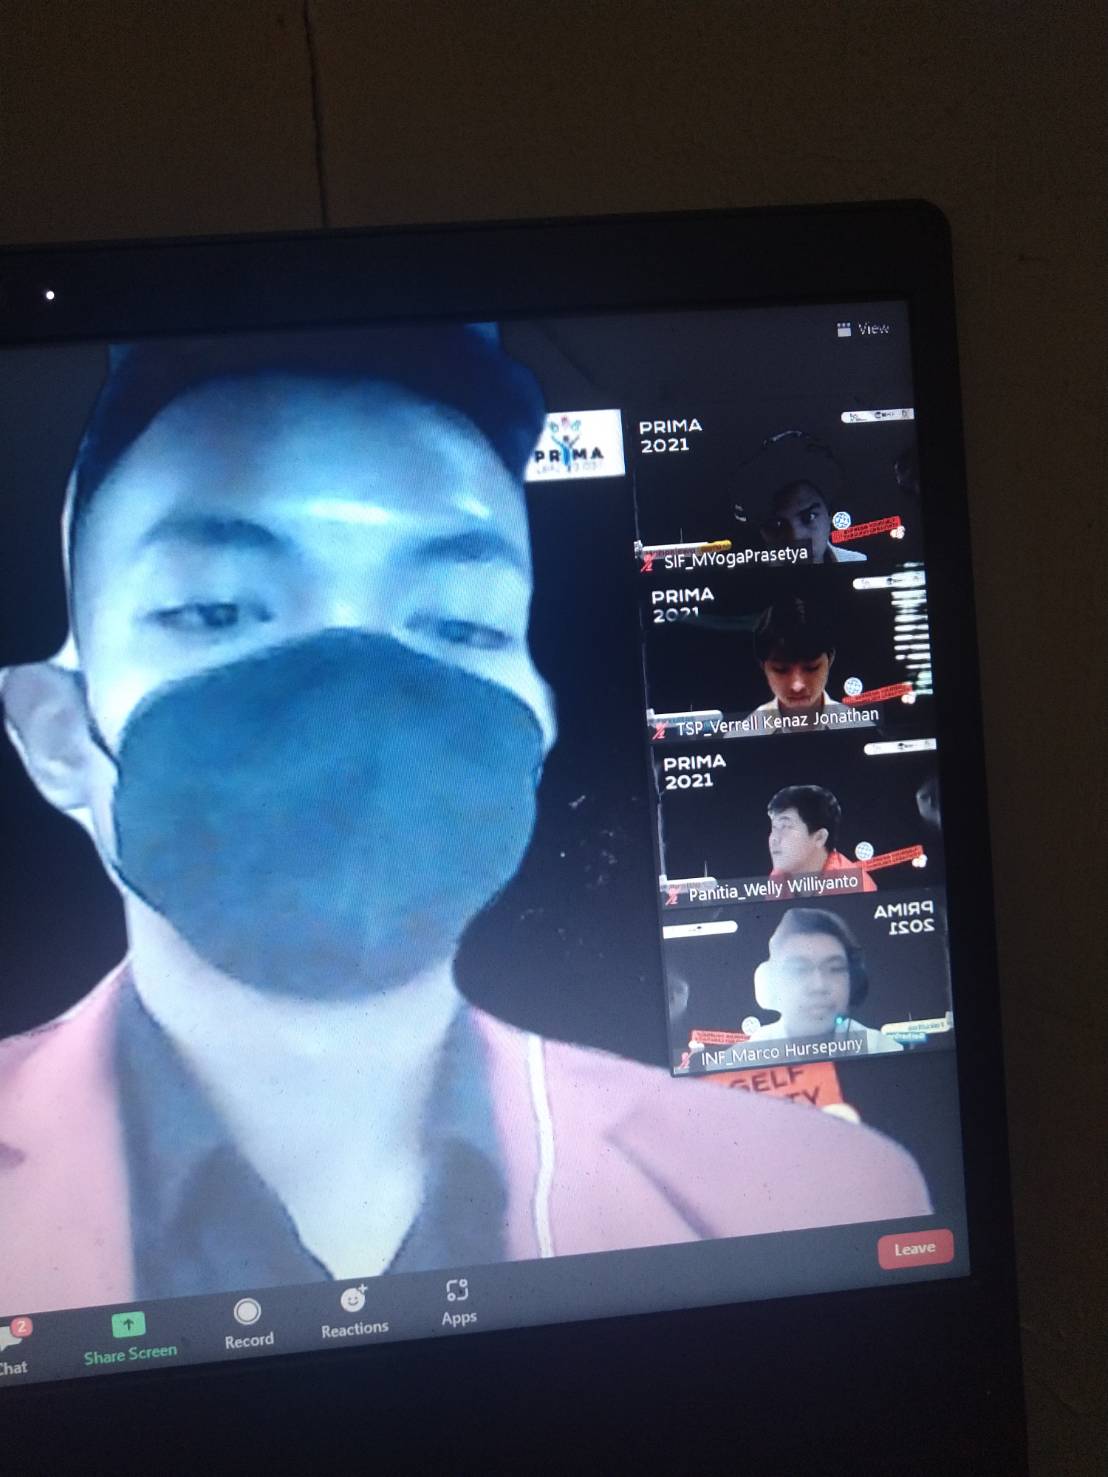 View
PRIMA
PRIMA
2021
SIF_MYogaPrasetya
PRIMA
2021
TSP_Verrell Kenaz Jonathan
PRIMA
2021
Panitia_Welly Williyanto
PRIMA
2021
INF_Marco Hursepuny
Leave
2
Chat
Share Screen
Record
Reactions
Apps